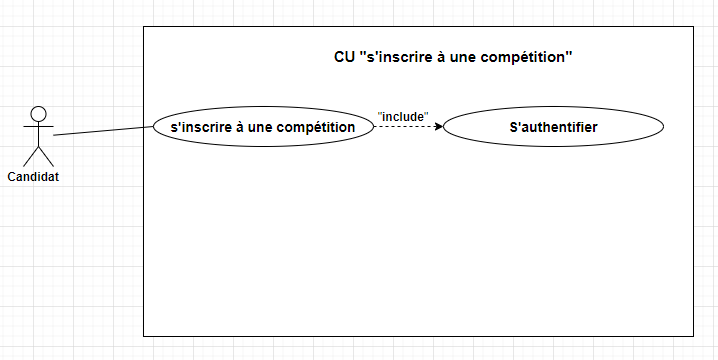 CU "s'inscrire à une compétition"
s'inscrire à une compétition
"include"
S'authentifier
Candidat